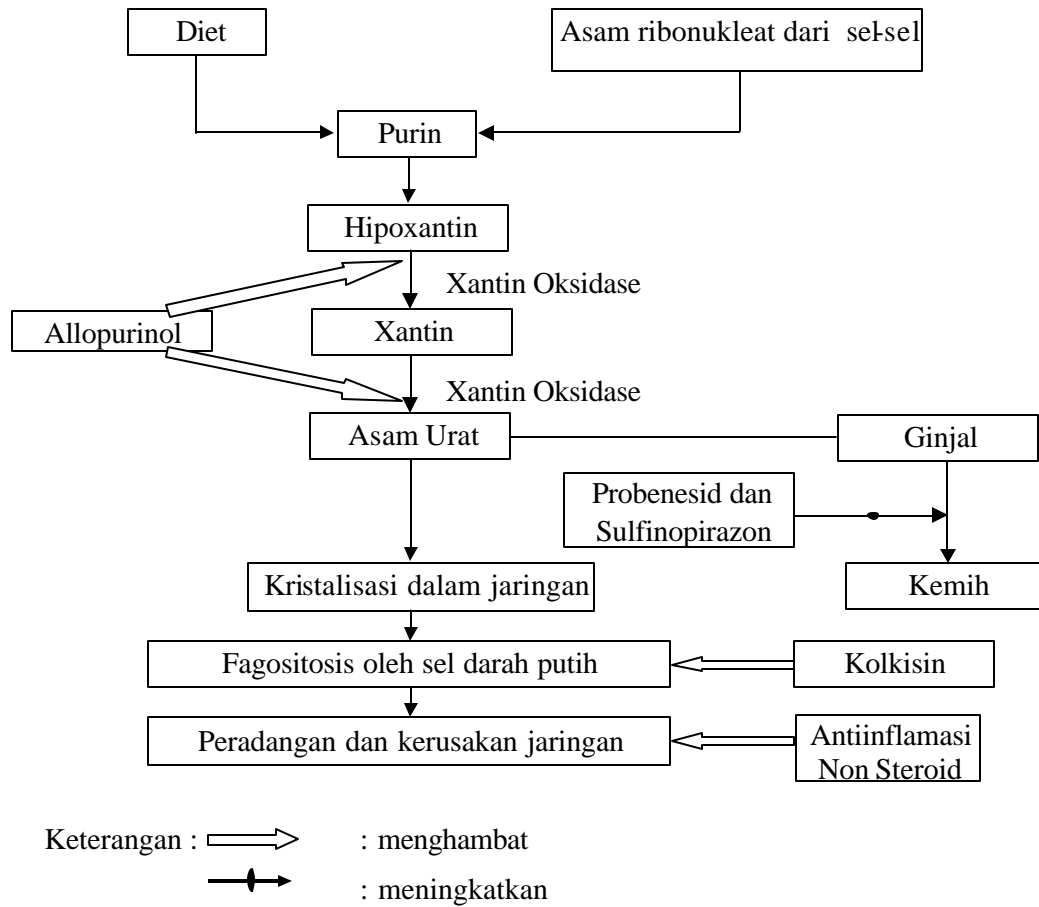 Diet
Asam ribonukleat dari sel-sel
Purin
Hipoxantin
Xantin Oksidase
Allopurinol
Xantin
Xantin Oksidase
Asam Urat
Ginjal
Probenesid dan
Sulfinopirazon
Kristalisasi dalam jaringan
Kemih
Fagositosis oleh sel darah putih
Kolkisin
Peradangan dan kerusakan jaringan
Antiinflamasi
Non Steroid
Keterangan : : menghambat
: meningkatkan